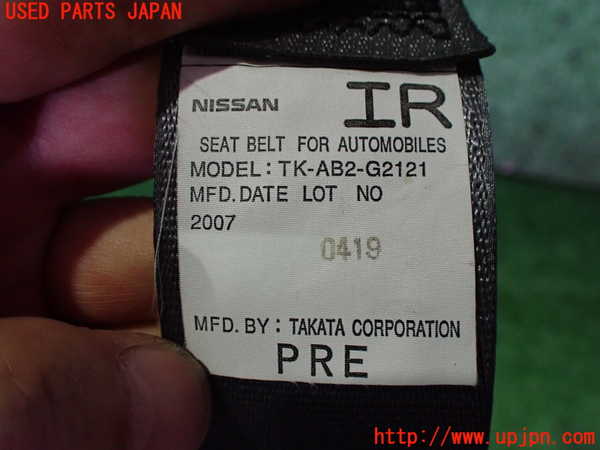 USED PARTS JAPAN
NISSAN IR
SEAT BELT FOR AUTOMOBILES
MODEL: TK-AB2-G2121
MFD.DATE LOT NO
2007
0419
MFD.BY: TAKATA CORPORATION
PRE
http://www.upjpn.com/